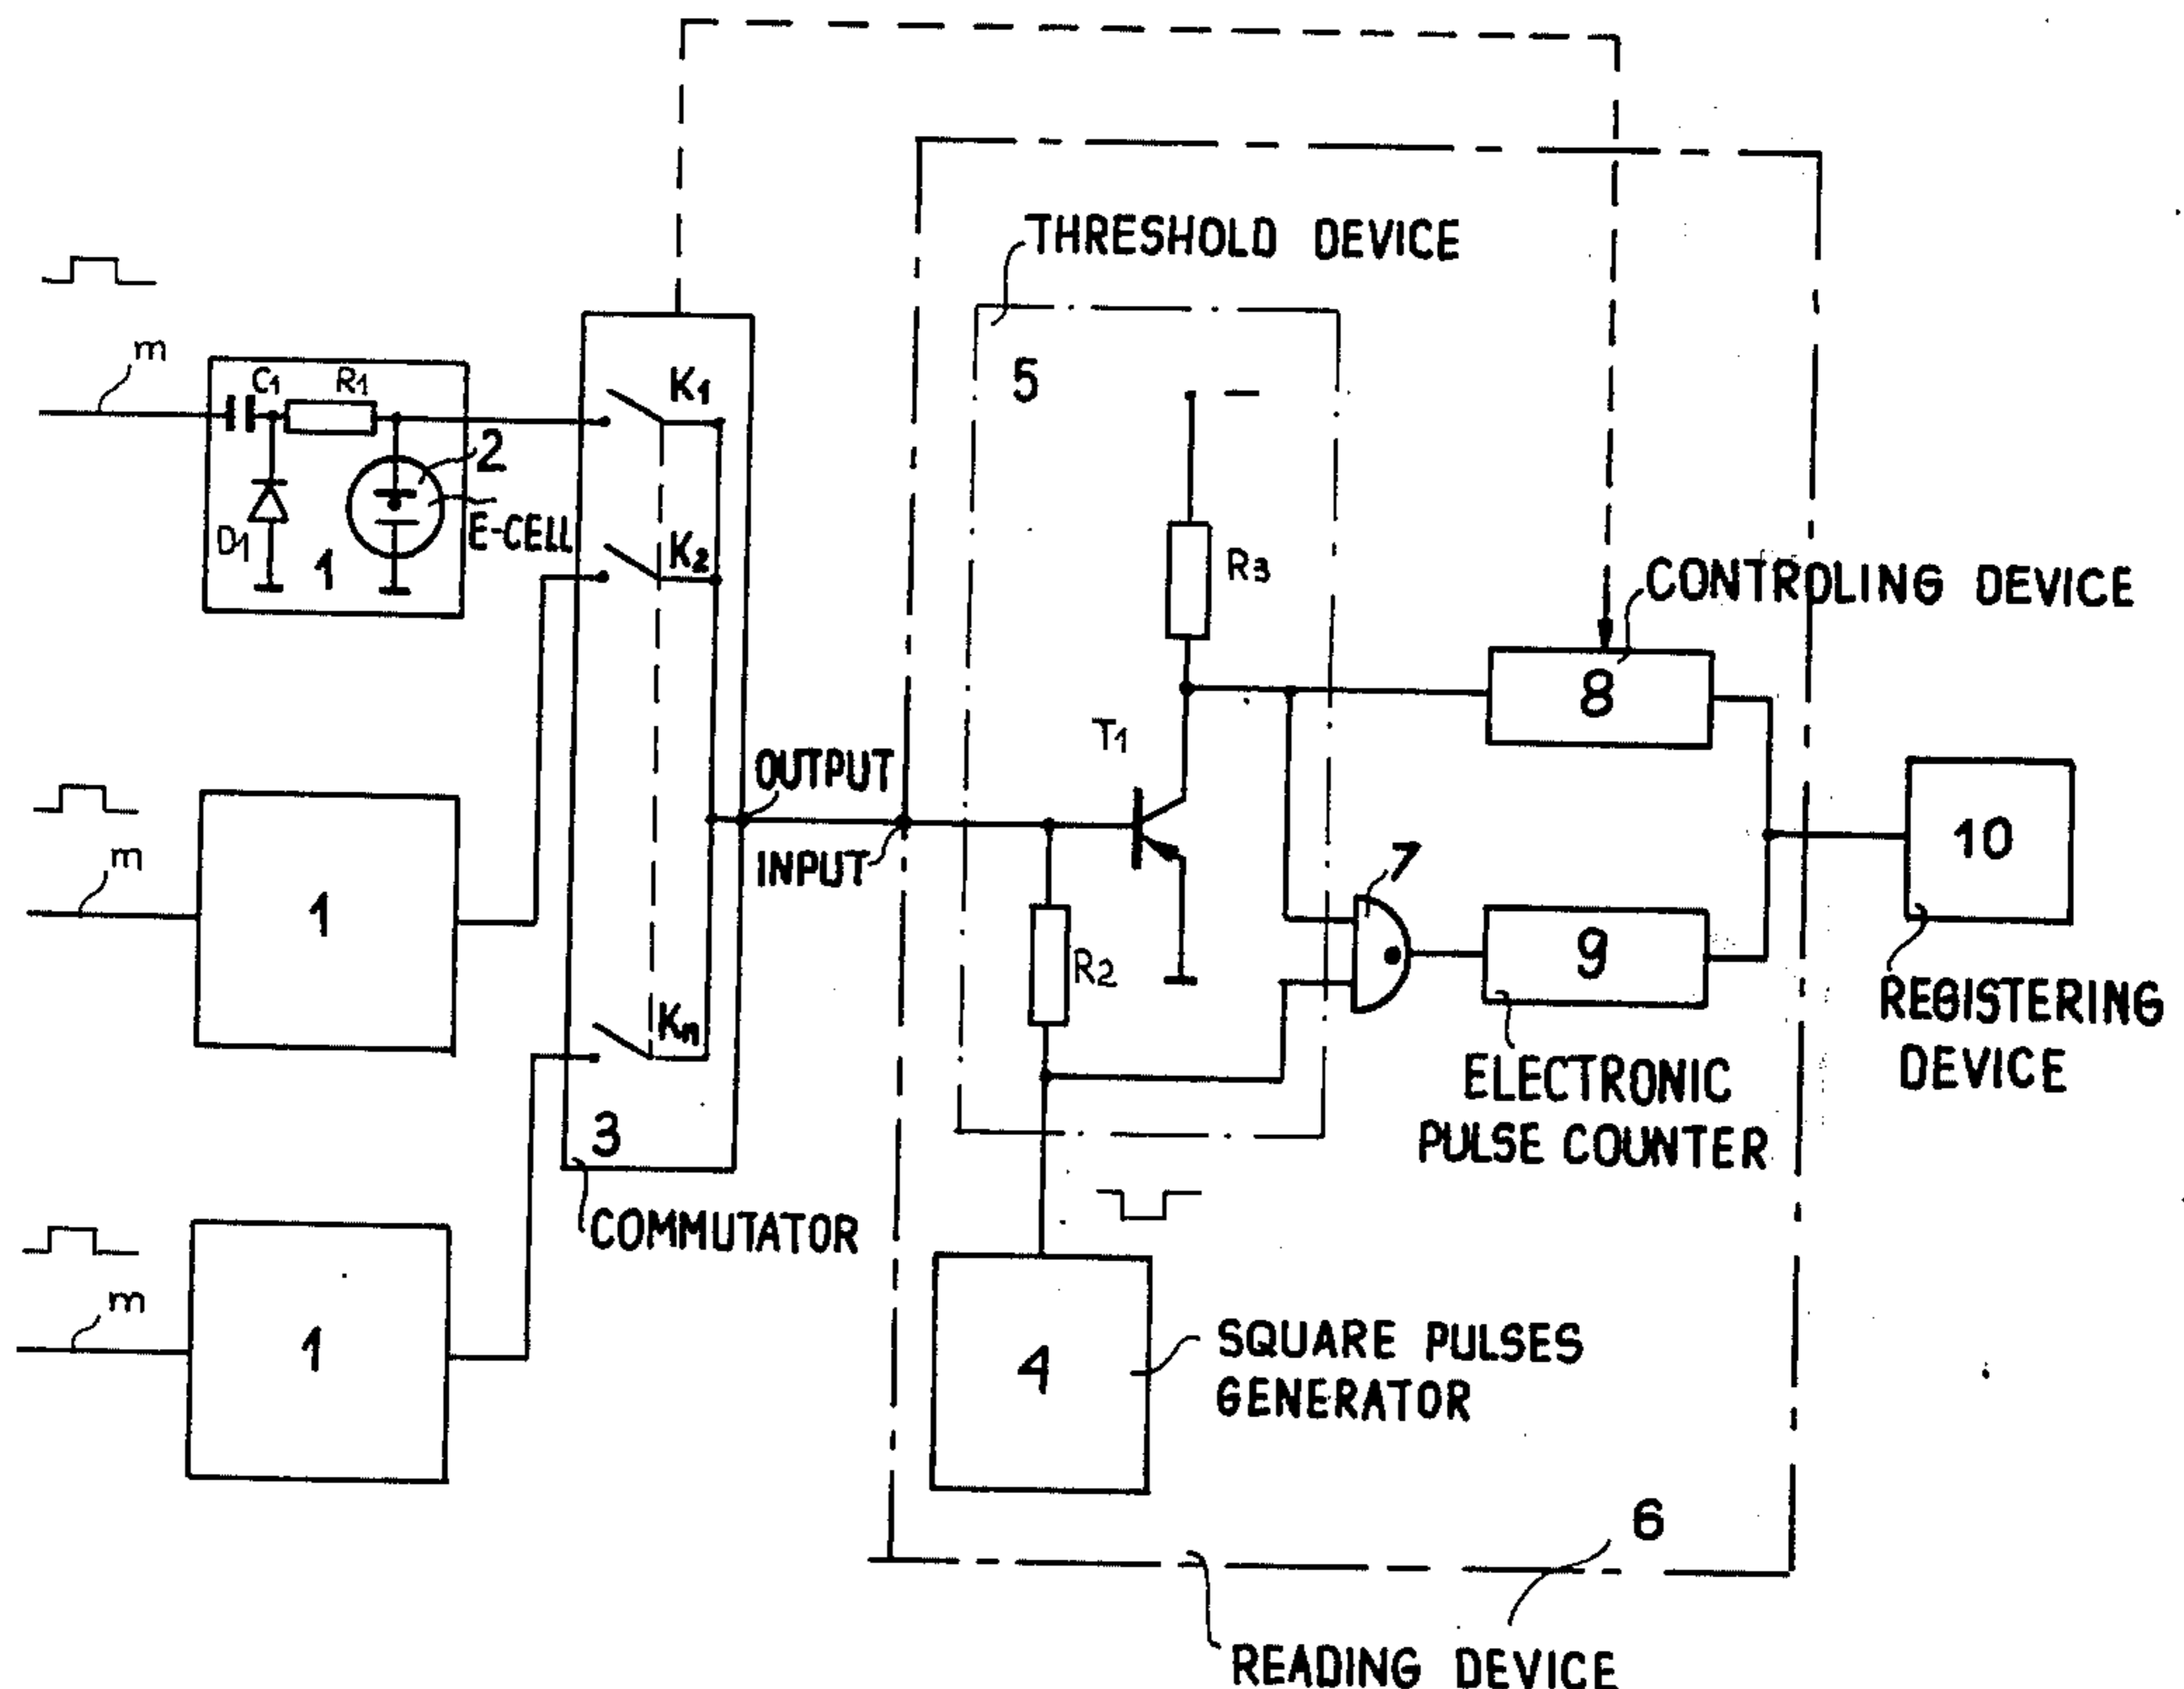 THRESHOLD DEVICE
m
C1
R1
K1
5
2
D1
E-CELL
K2
R3
1
CONTROLING DEVICE
8
T1
OUTPUT
10
m
INPUT
7
1
9
R2
REGISTERING
DEVICE
Kn
ELECTRONIC
PULSE COUNTER
3
COMMUTATOR
m
1
4
SQUARE PULSES
GENERATOR
6
READING DEVICE